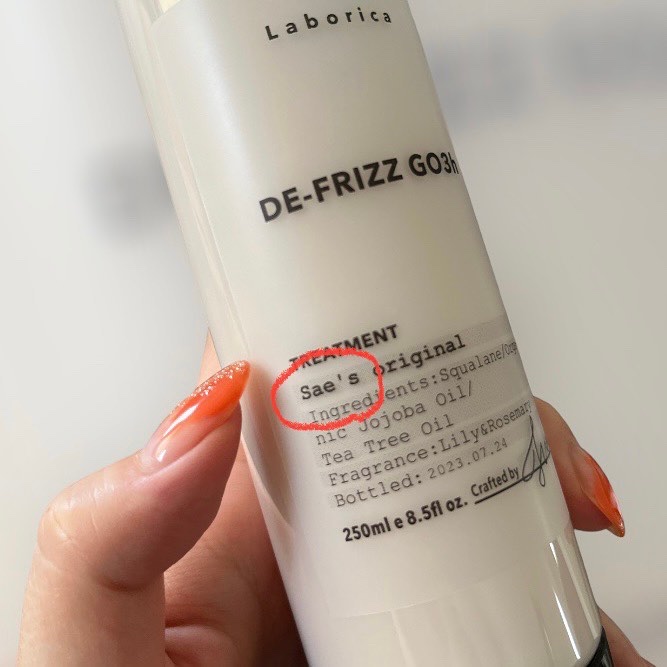 Laborica
DE-FRIZZ GO3h
TREATMENT
Sae's original
Ingredients:Squalane/Orga
nic Jojoba Oil/
Tea Tree Oil
Fragrance:Lily&Rosemary
Bottled: 2023.07.24
250ml e 8.5fl oz. Crafted by